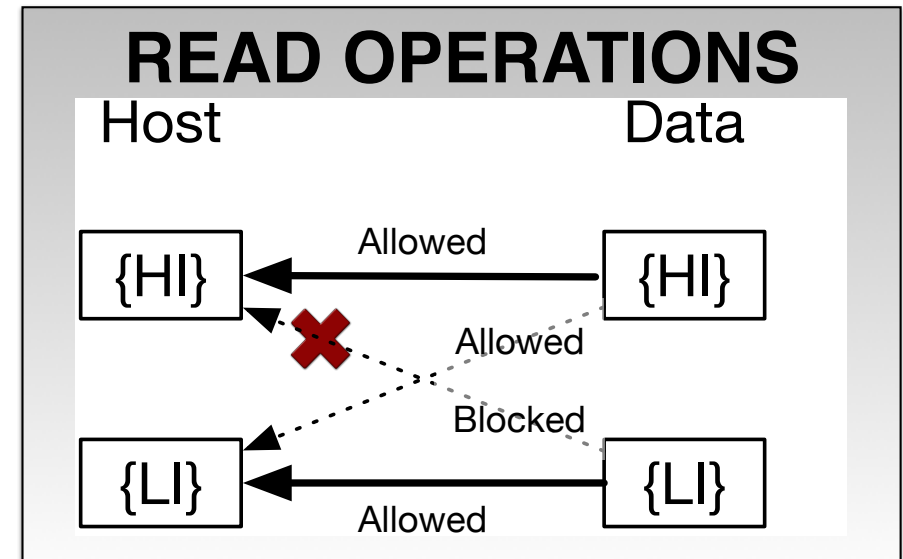 READ OPERATIONS
Host Data
Allowed
{HI} {HI}
Allowed
Blocked
{LI} {LI}
Allowed